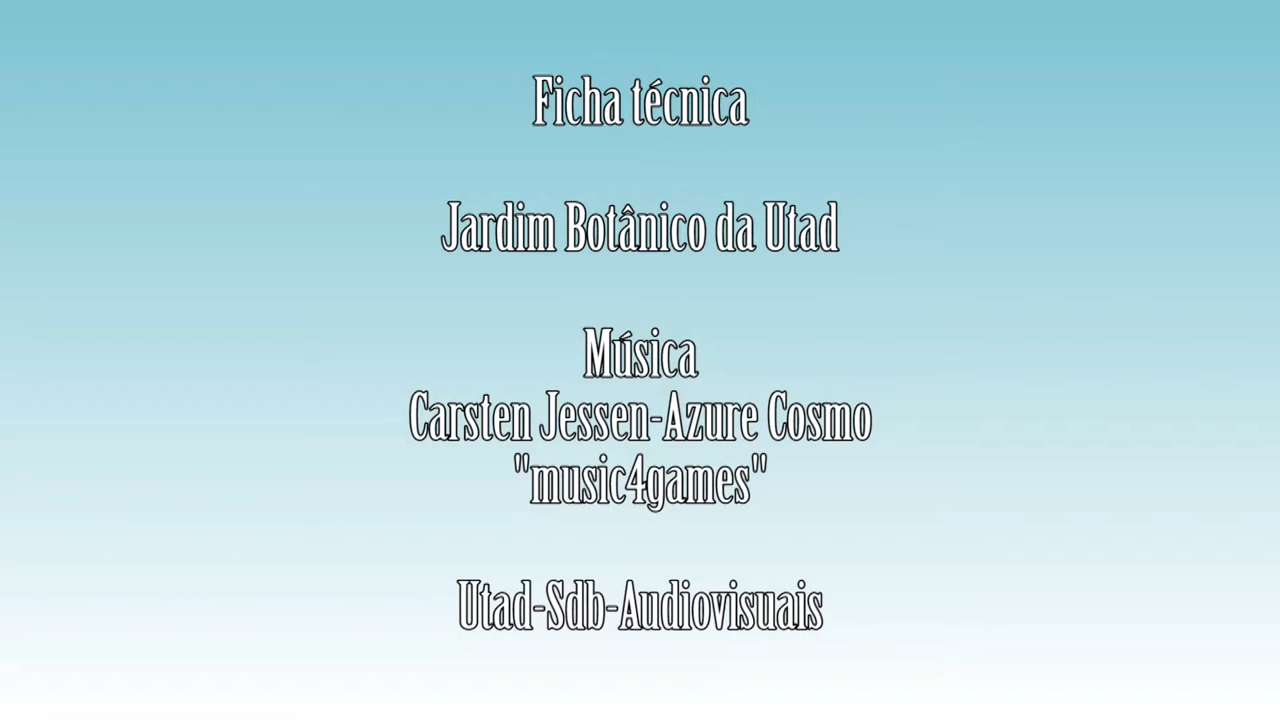 Ficha técnica
Jardim Botânico da Utad
Música
Carsten Jessen-Azure Cosmo
"music4games"
Utad-Sdb-Audiovisuais